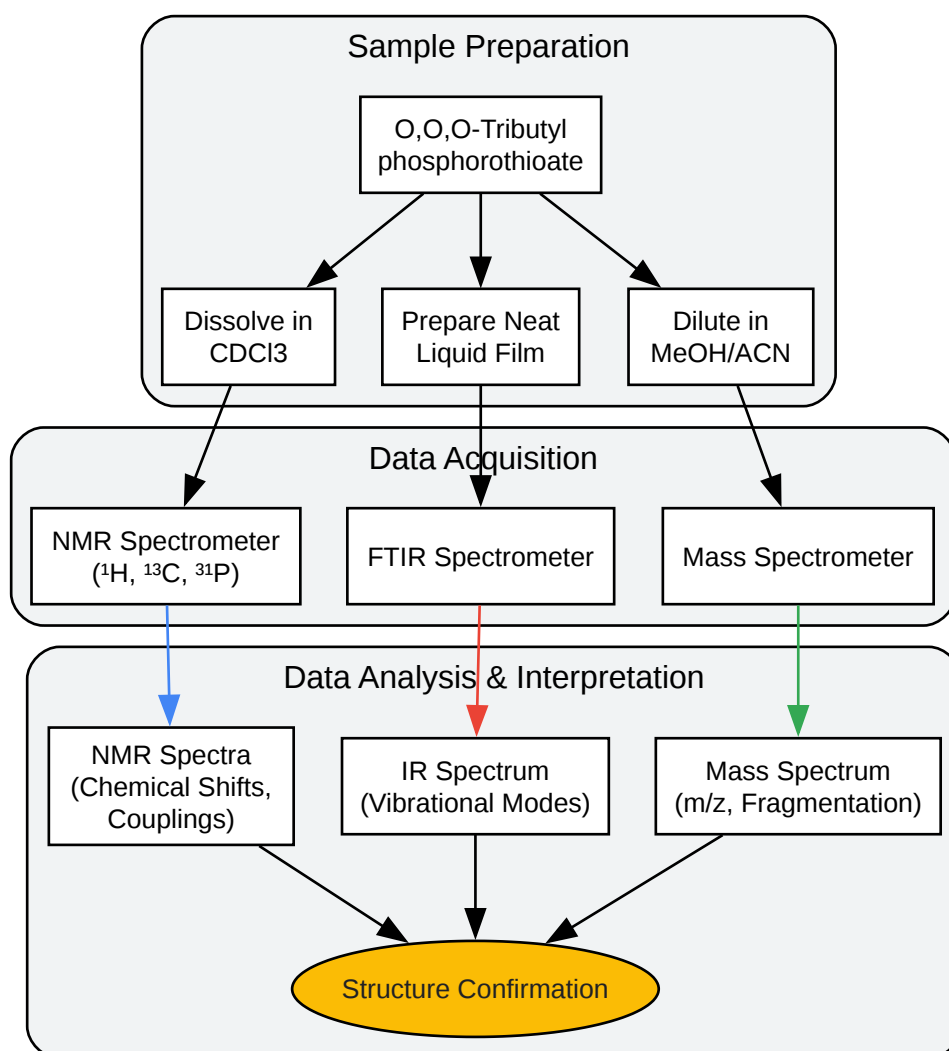 Sample Preparation
O,O,O-Tributyl
phosphorothioate
Dissolve in
CDCl3
Prepare Neat
Liquid Film
Dilute in
MeOH/ACN
Data Acquisition
NMR Spectrometer
(¹H, ¹³C, ³¹P)
FTIR Spectrometer
Mass Spectrometer
Data Analysis & Interpretation
NMR Spectra
(Chemical Shifts,
Couplings)
IR Spectrum
(Vibrational Modes)
Mass Spectrum
(m/z, Fragmentation)
Structure Confirmation